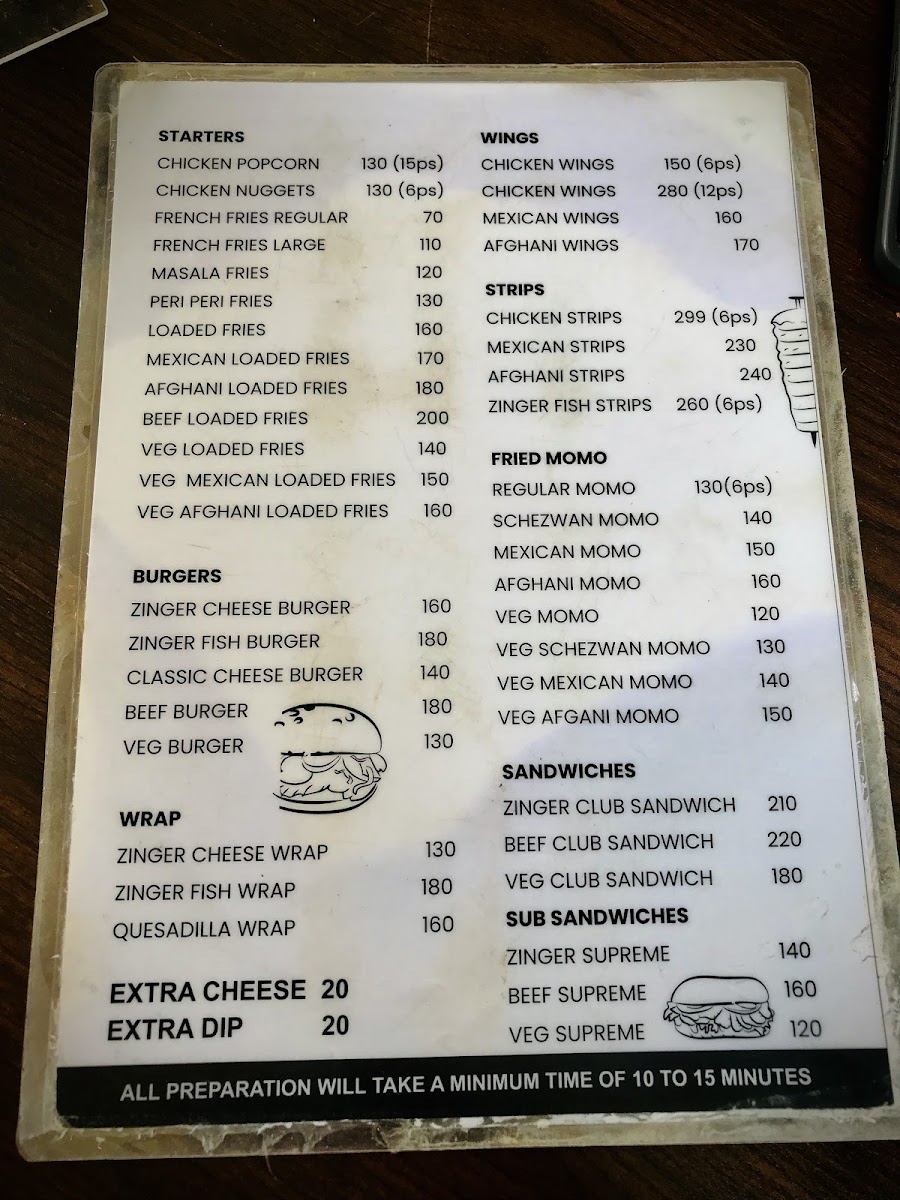 STARTERS
CHICKEN POPCORN 130 (15ps)
CHICKEN NUGGETS 130 (6ps)
FRENCH FRIES REGULAR 70
FRENCH FRIES LARGE 110
MASALA FRIES 120
PERI PERI FRIES 130
LOADED FRIES 160
MEXICAN LOADED FRIES 170
AFGHANI LOADED FRIES 180
BEEF LOADED FRIES 200
VEG LOADED FRIES 140
VEG MEXICAN LOADED FRIES 150
VEG AFGHANI LOADED FRIES 160
BURGERS
ZINGER CHEESE BURGER 160
ZINGER FISH BURGER 180
CLASSIC CHEESE BURGER 140
BEEF BURGER 180
VEG BURGER 130
WRAP
ZINGER CHEESE WRAP 130
ZINGER FISH WRAP 180
QUESADILLA WRAP 160
EXTRA CHEESE 20
EXTRA DIP 20
WINGS
CHICKEN WINGS 150 (6ps)
CHICKEN WINGS 280 (12ps)
MEXICAN WINGS 160
AFGHANI WINGS 170
STRIPS
CHICKEN STRIPS 299 (6ps)
MEXICAN STRIPS 230
AFGHANI STRIPS 240
ZINGER FISH STRIPS 260 (6ps)
FRIED MOMO
REGULAR MOMO 130(6ps)
SCHEZWAN MOMO 140
MEXICAN MOMO 150
AFGHANI MOMO 160
VEG MOMO 120
VEG SCHEZWAN MOMO 130
VEG MEXICAN MOMO 140
VEG AFGANI MOMO 150
SANDWICHES
ZINGER CLUB SANDWICH 210
BEEF CLUB SANDWICH 220
VEG CLUB SANDWICH 180
SUB SANDWICHES
ZINGER SUPREME 140
BEEF SUPREME 160
VEG SUPREME 120
ALL PREPARATION WILL TAKE A MINIMUM TIME OF 10 TO 15 MINUTES